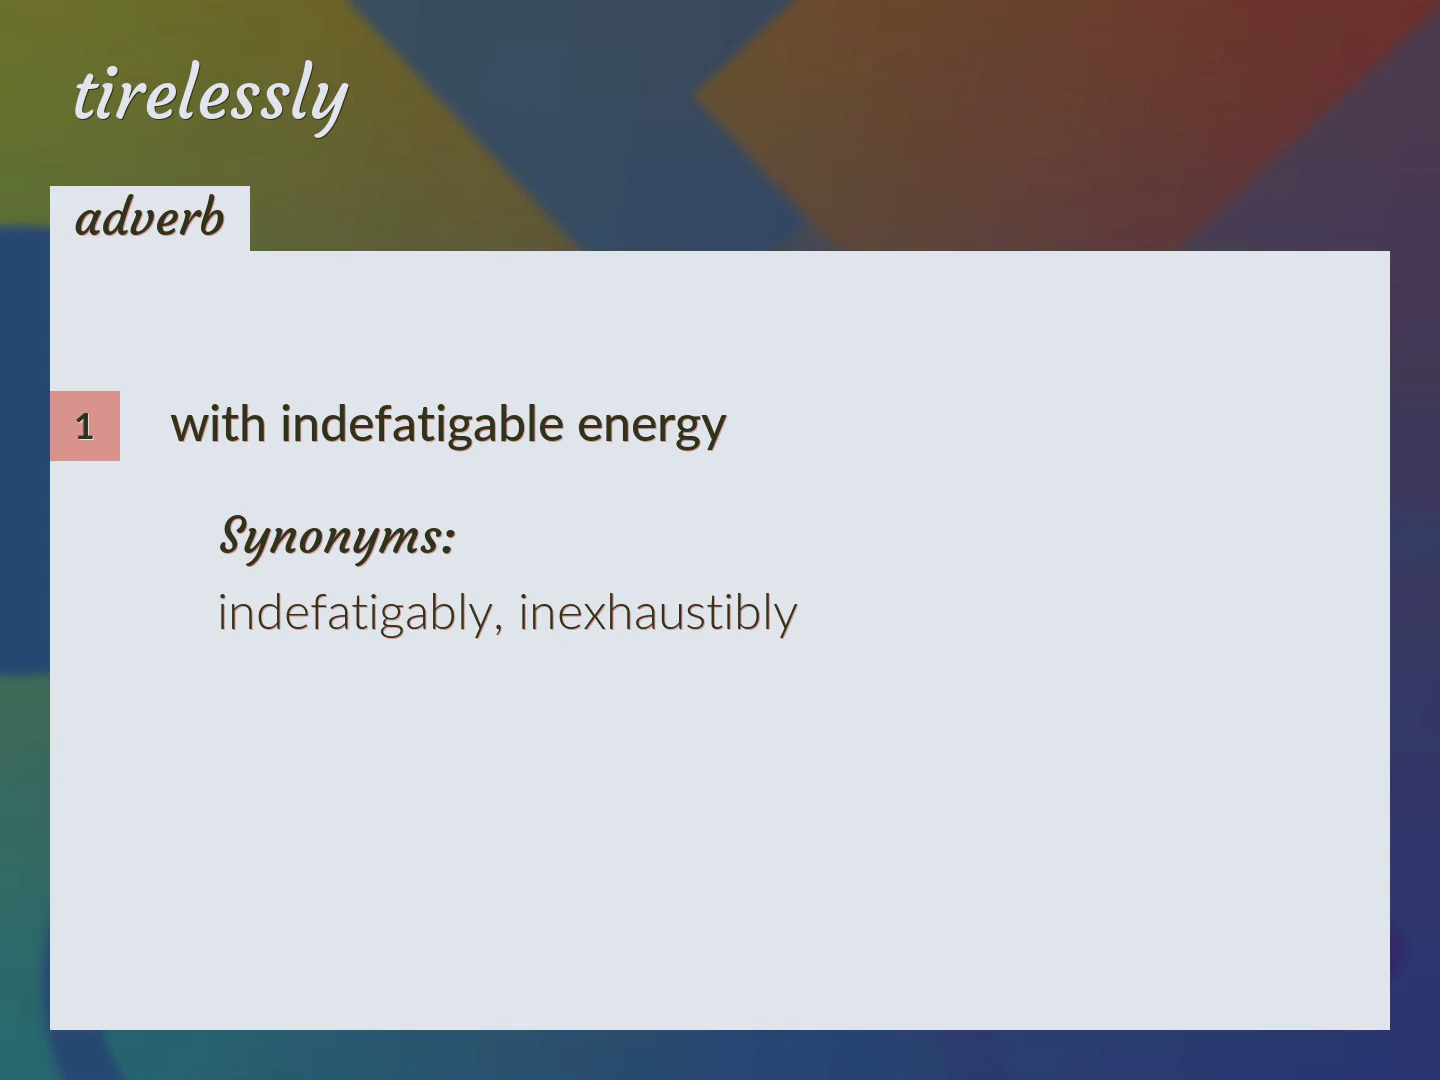 tirelessly
adverb
1 with indefatigable energy
Synonyms:
indefatigably, inexhaustibly